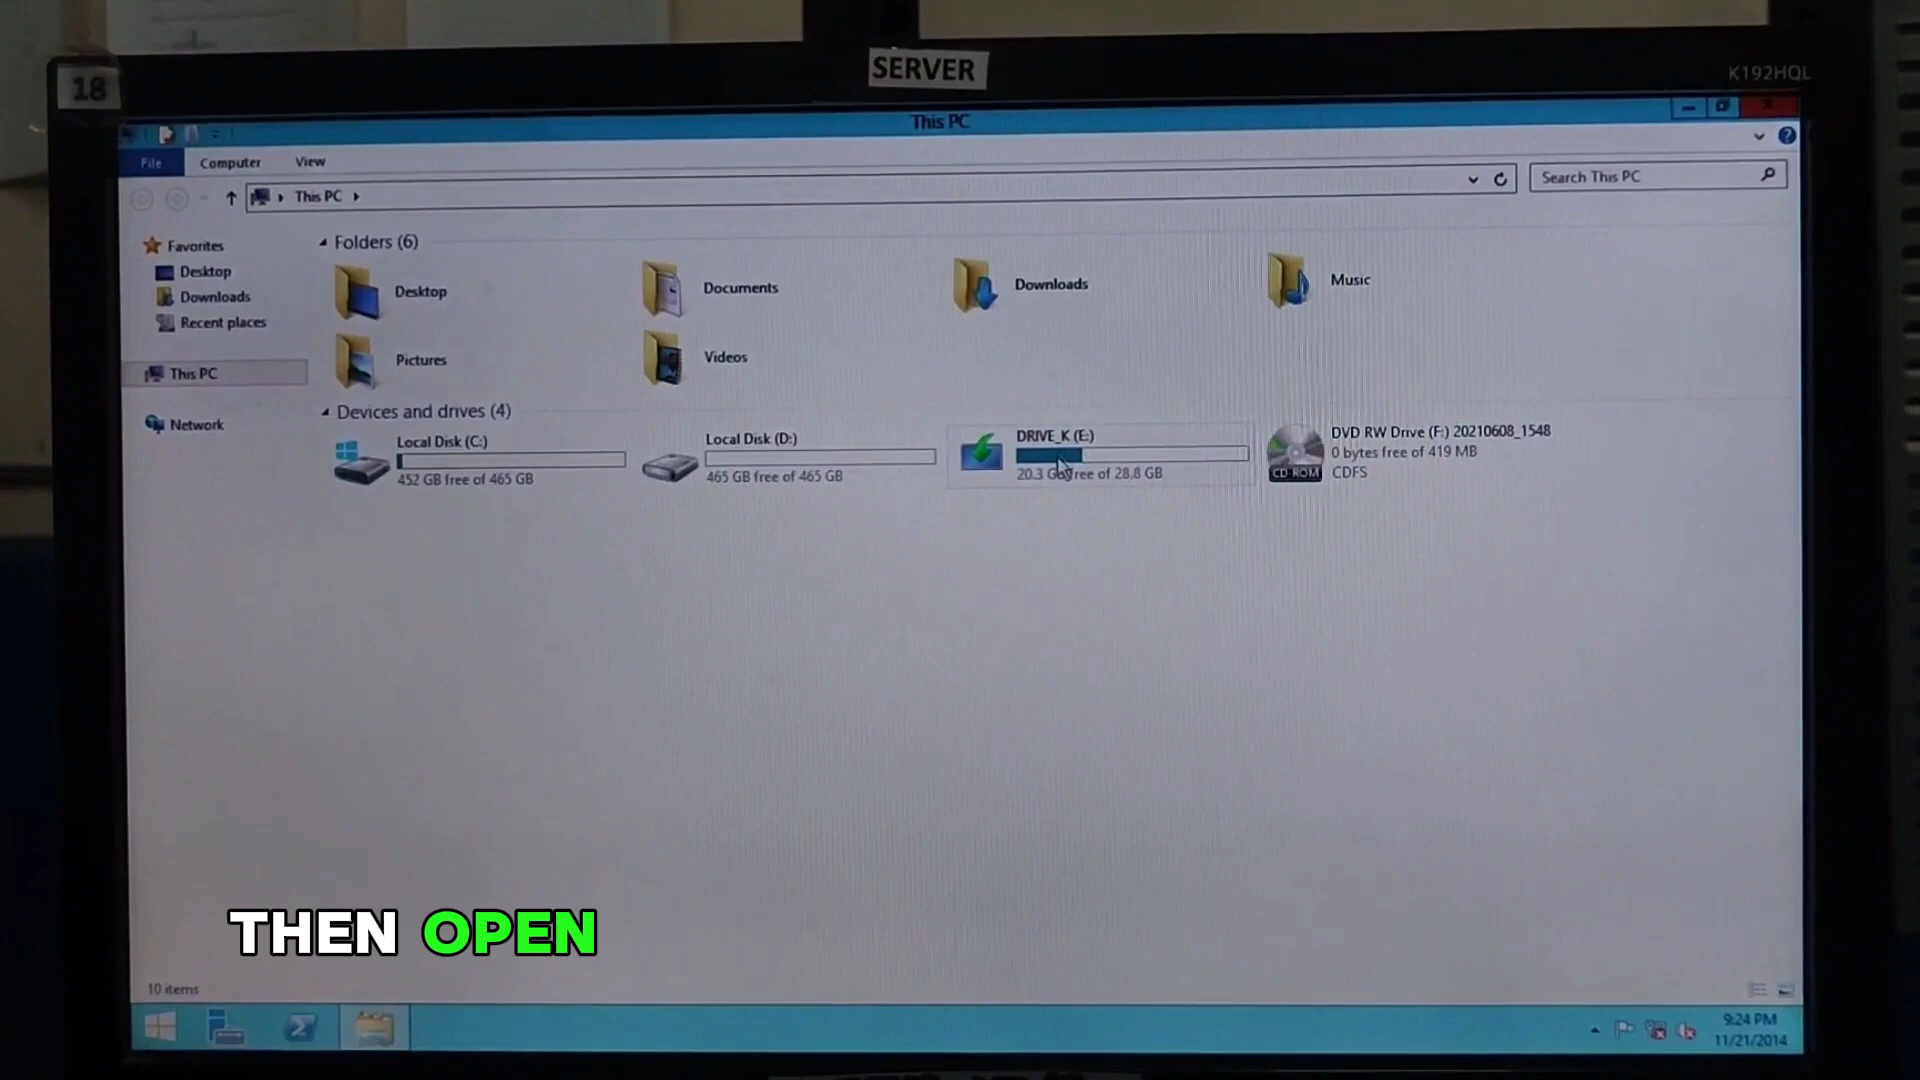 18
SERVER
K192HQL
This PC
File Computer View
This PC
Search This PC
Favorites
Desktop
Downloads
Recent places
This PC
Network
Folders (6)
Desktop
Documents
Downloads
Music
Pictures
Videos
Devices and drives (4)
Local Disk (C:)
452 GB free of 465 GB
Local Disk (D:)
465 GB free of 465 GB
DRIVE_K (E:)
20.3 GB free of 28.8 GB
DVD RW Drive (F:) 20210608_1548
0 bytes free of 419 MB
CDFS
CD-ROM
THEN OPEN
10 items
9:24 PM
11/21/2014